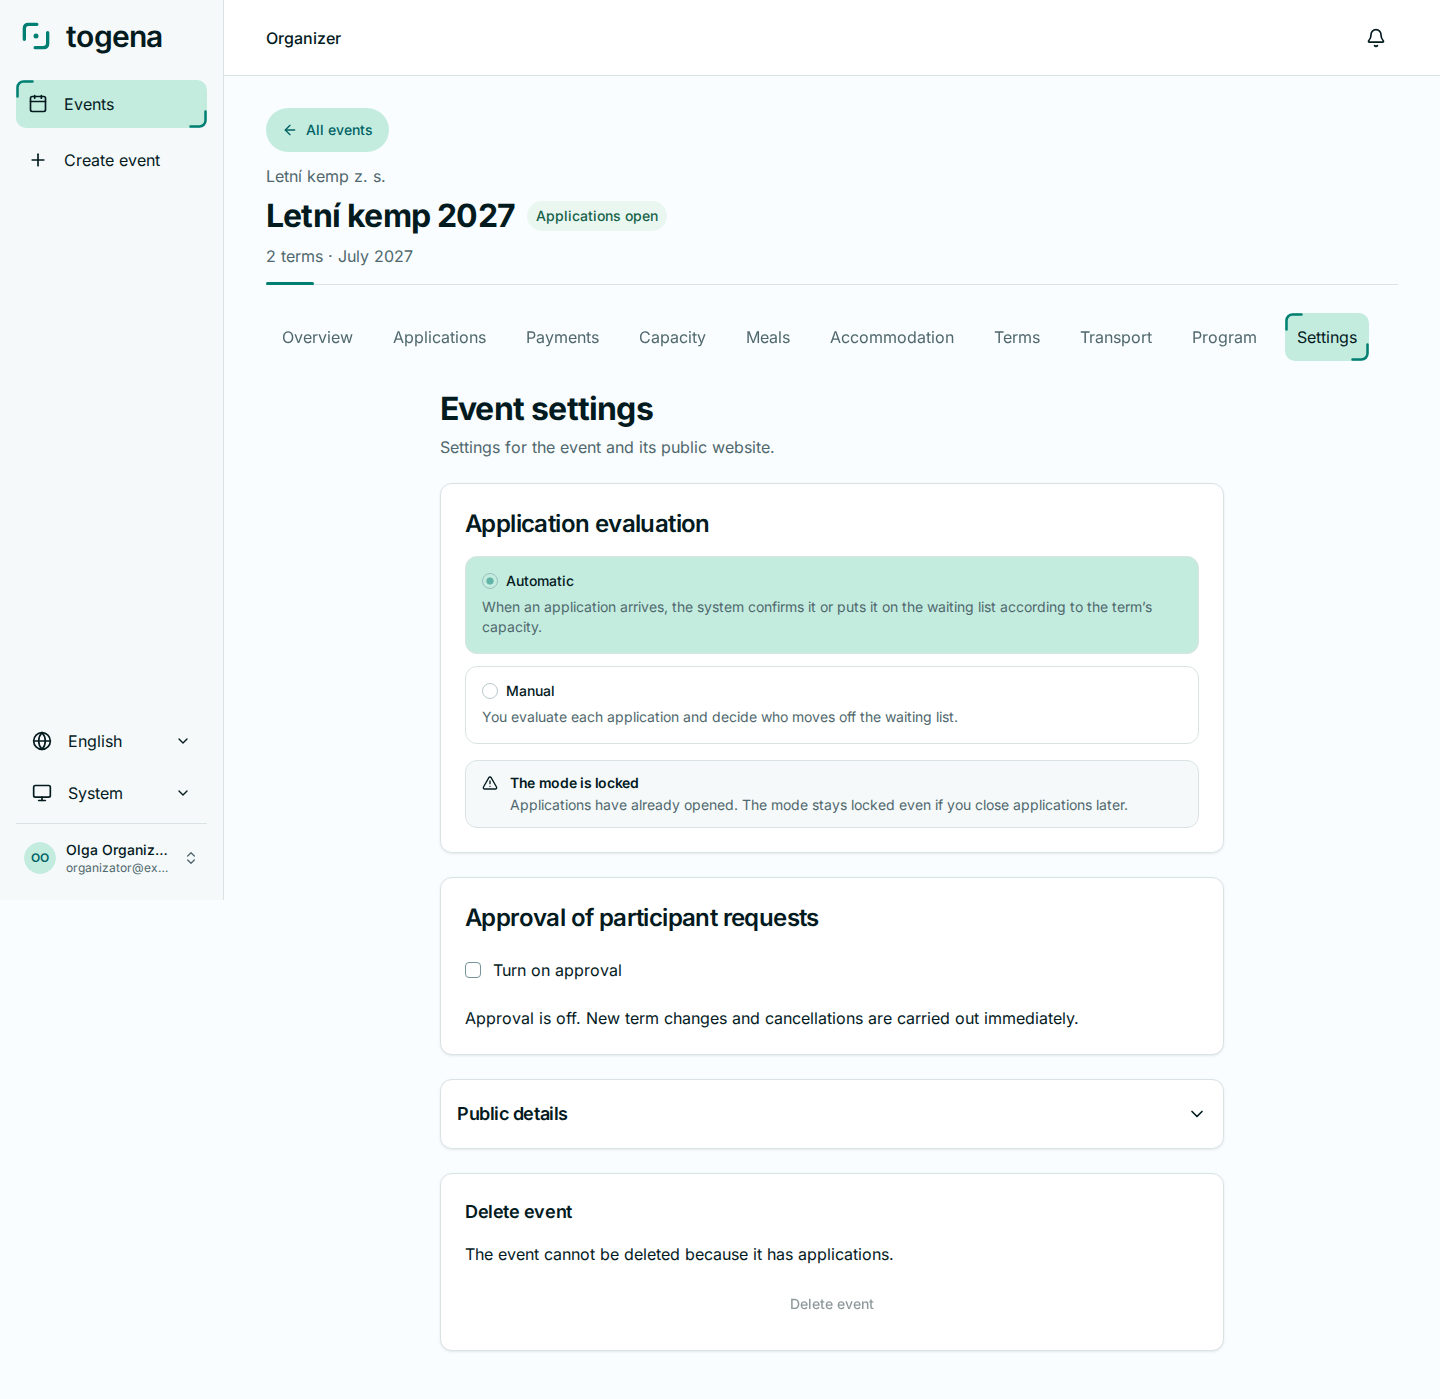 togena
Organizer
Events
Create event
All events
Letní kemp z. s.
Letní kemp 2027
Applications open
2 terms · July 2027
Overview
Applications
Payments
Capacity
Meals
Accommodation
Terms
Transport
Program
Settings
Event settings
Settings for the event and its public website.
Application evaluation
Automatic
When an application arrives, the system confirms it or puts it on the waiting list according to the term’s
capacity.
Manual
You evaluate each application and decide who moves off the waiting list.
The mode is locked
Applications have already opened. The mode stays locked even if you close applications later.
English
System
OO
Olga Organiz...
organizator@ex...
Approval of participant requests
Turn on approval
Approval is off. New term changes and cancellations are carried out immediately.
Public details
Delete event
The event cannot be deleted because it has applications.
Delete event